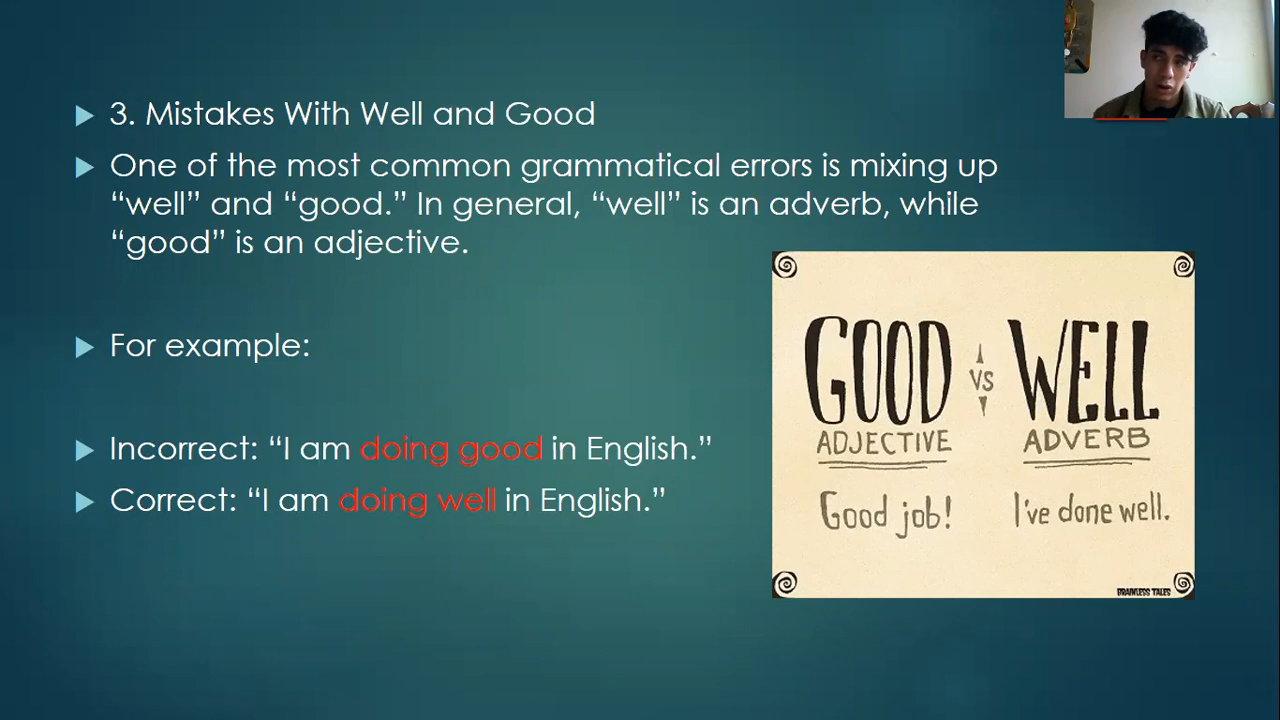 3. Mistakes With Well and Good
One of the most common grammatical errors is mixing up
“well” and “good.” In general, “well” is an adverb, while
“good” is an adjective.
For example:
Incorrect: “I am doing good in English.”
Correct: “I am doing well in English.”
GOOD VS WELL
ADJECTIVE ADVERB
Good job! I've done well.
BRAINLESS TALES